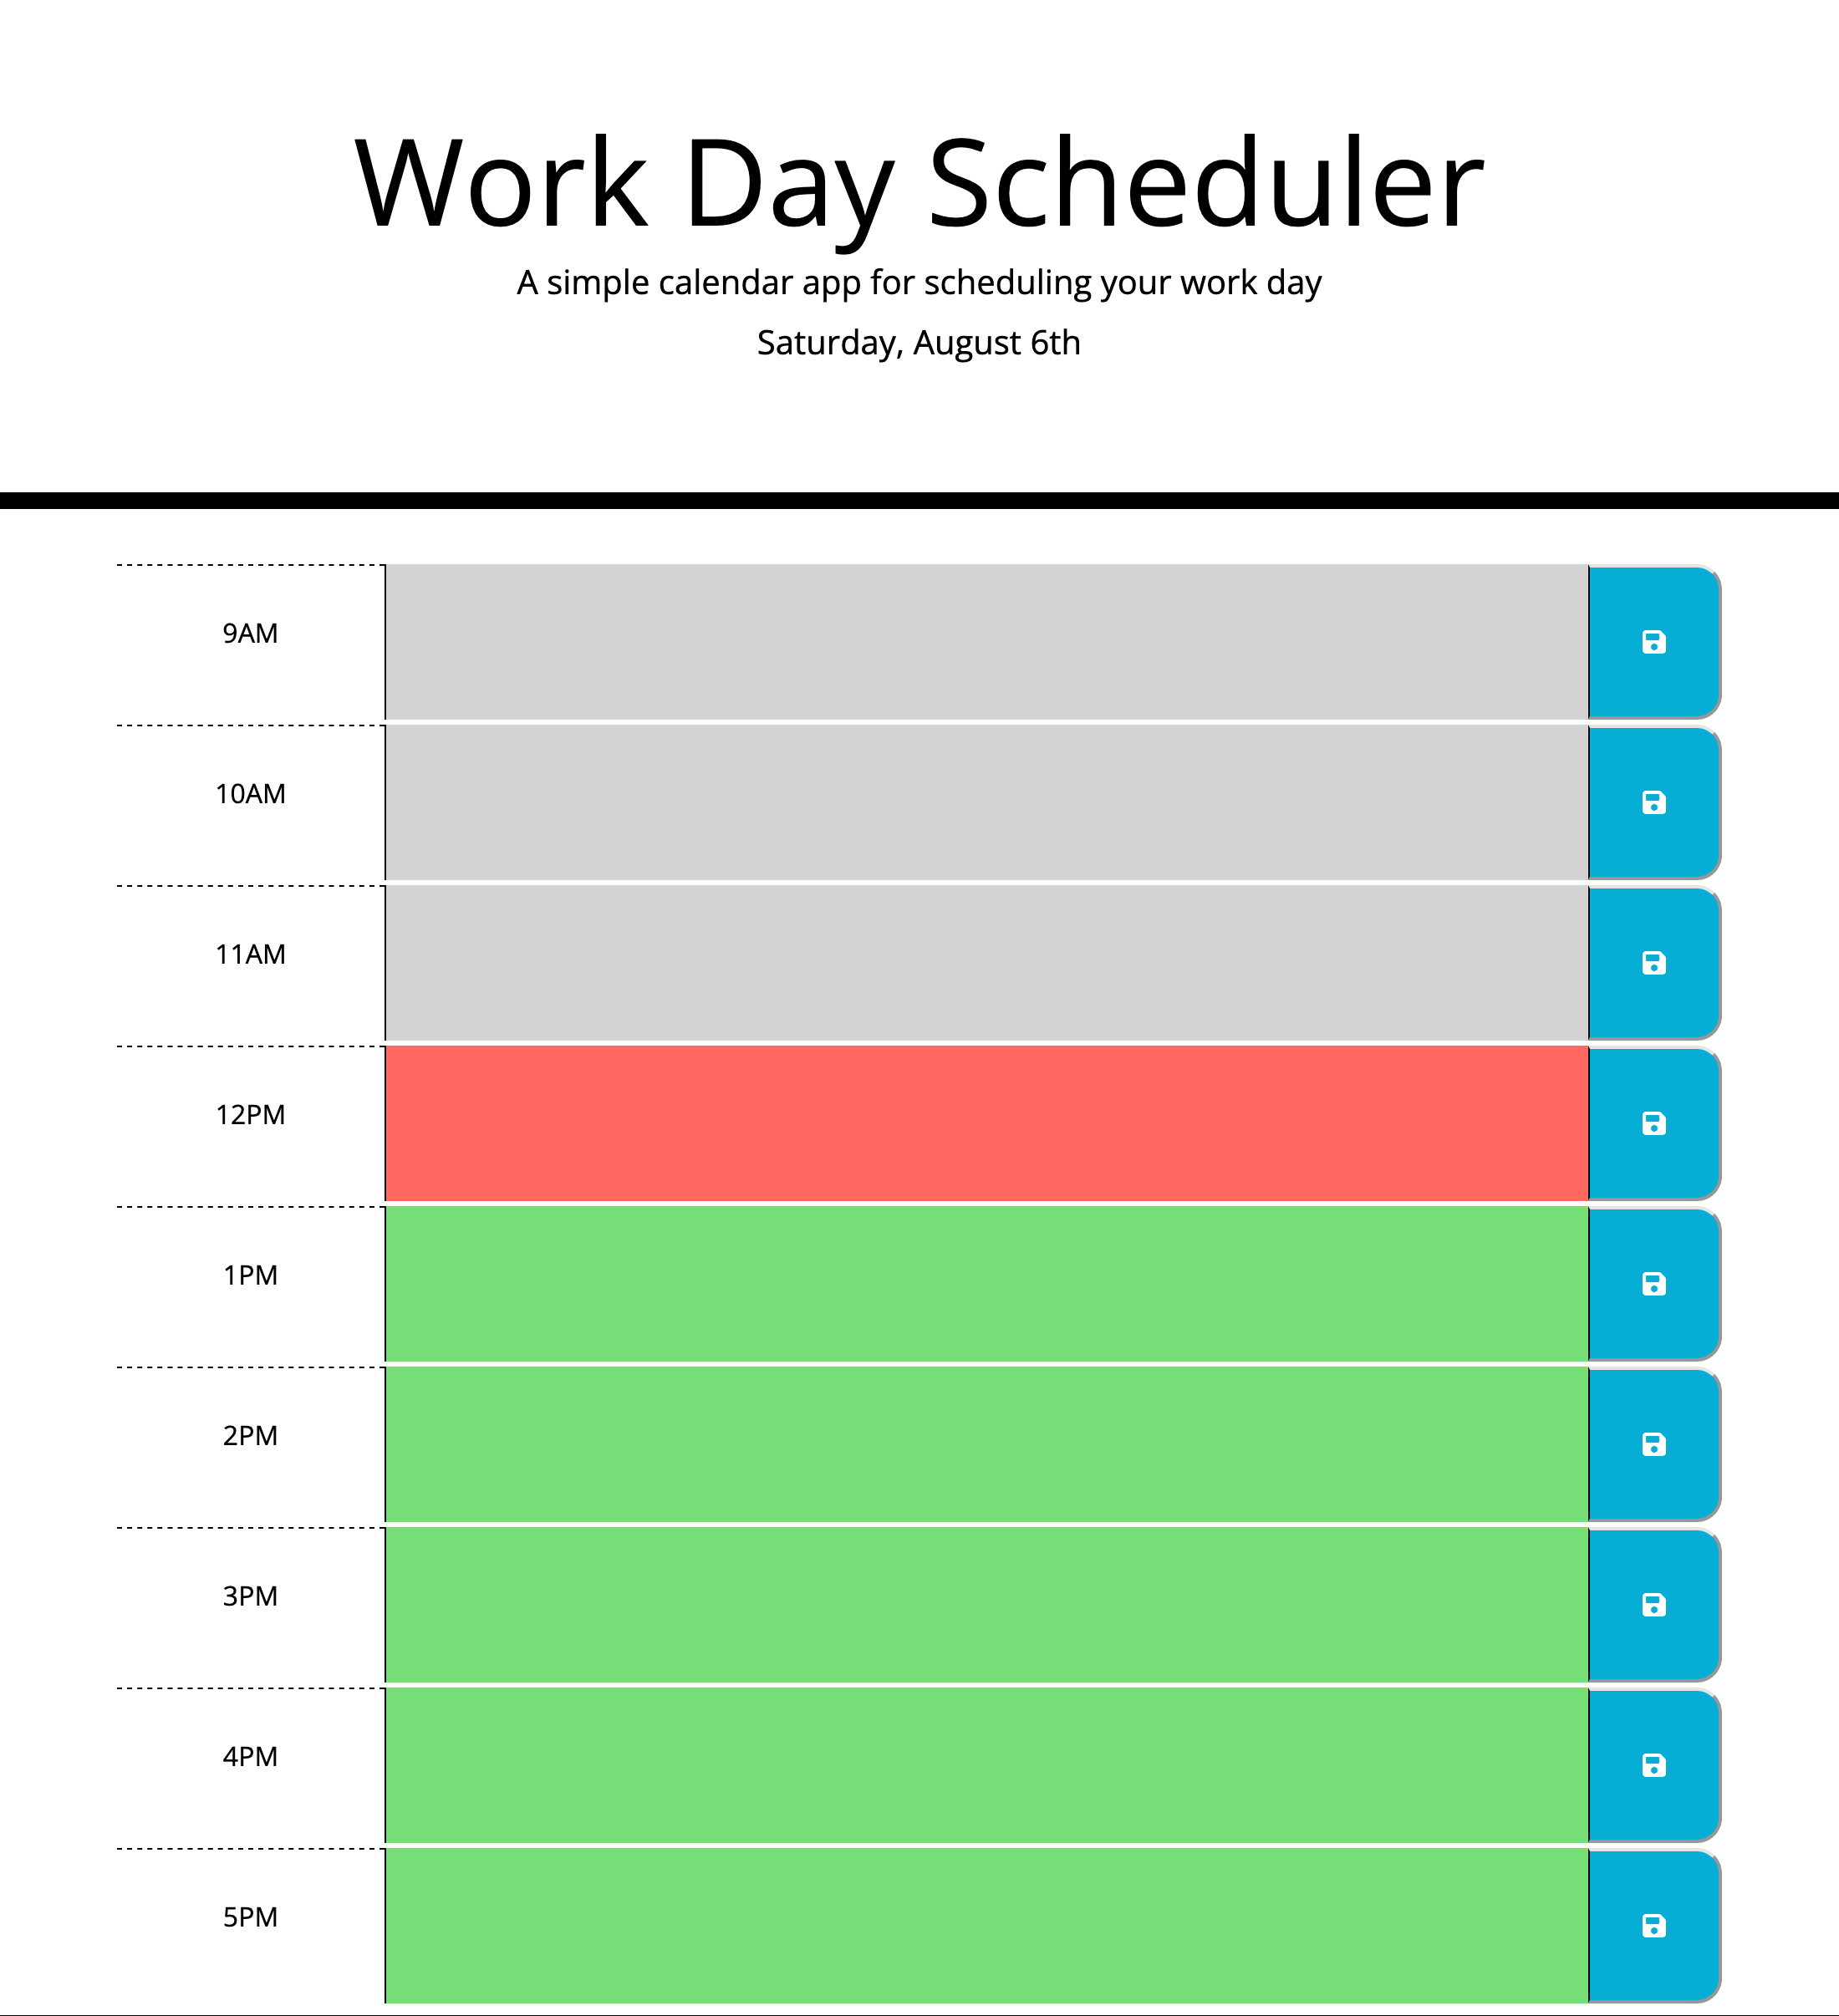 Work Day Scheduler
A simple calendar app for scheduling your work day
Saturday, August 6th
9AM
10AM
11AM
12PM
1PM
2PM
3PM
4PM
5PM